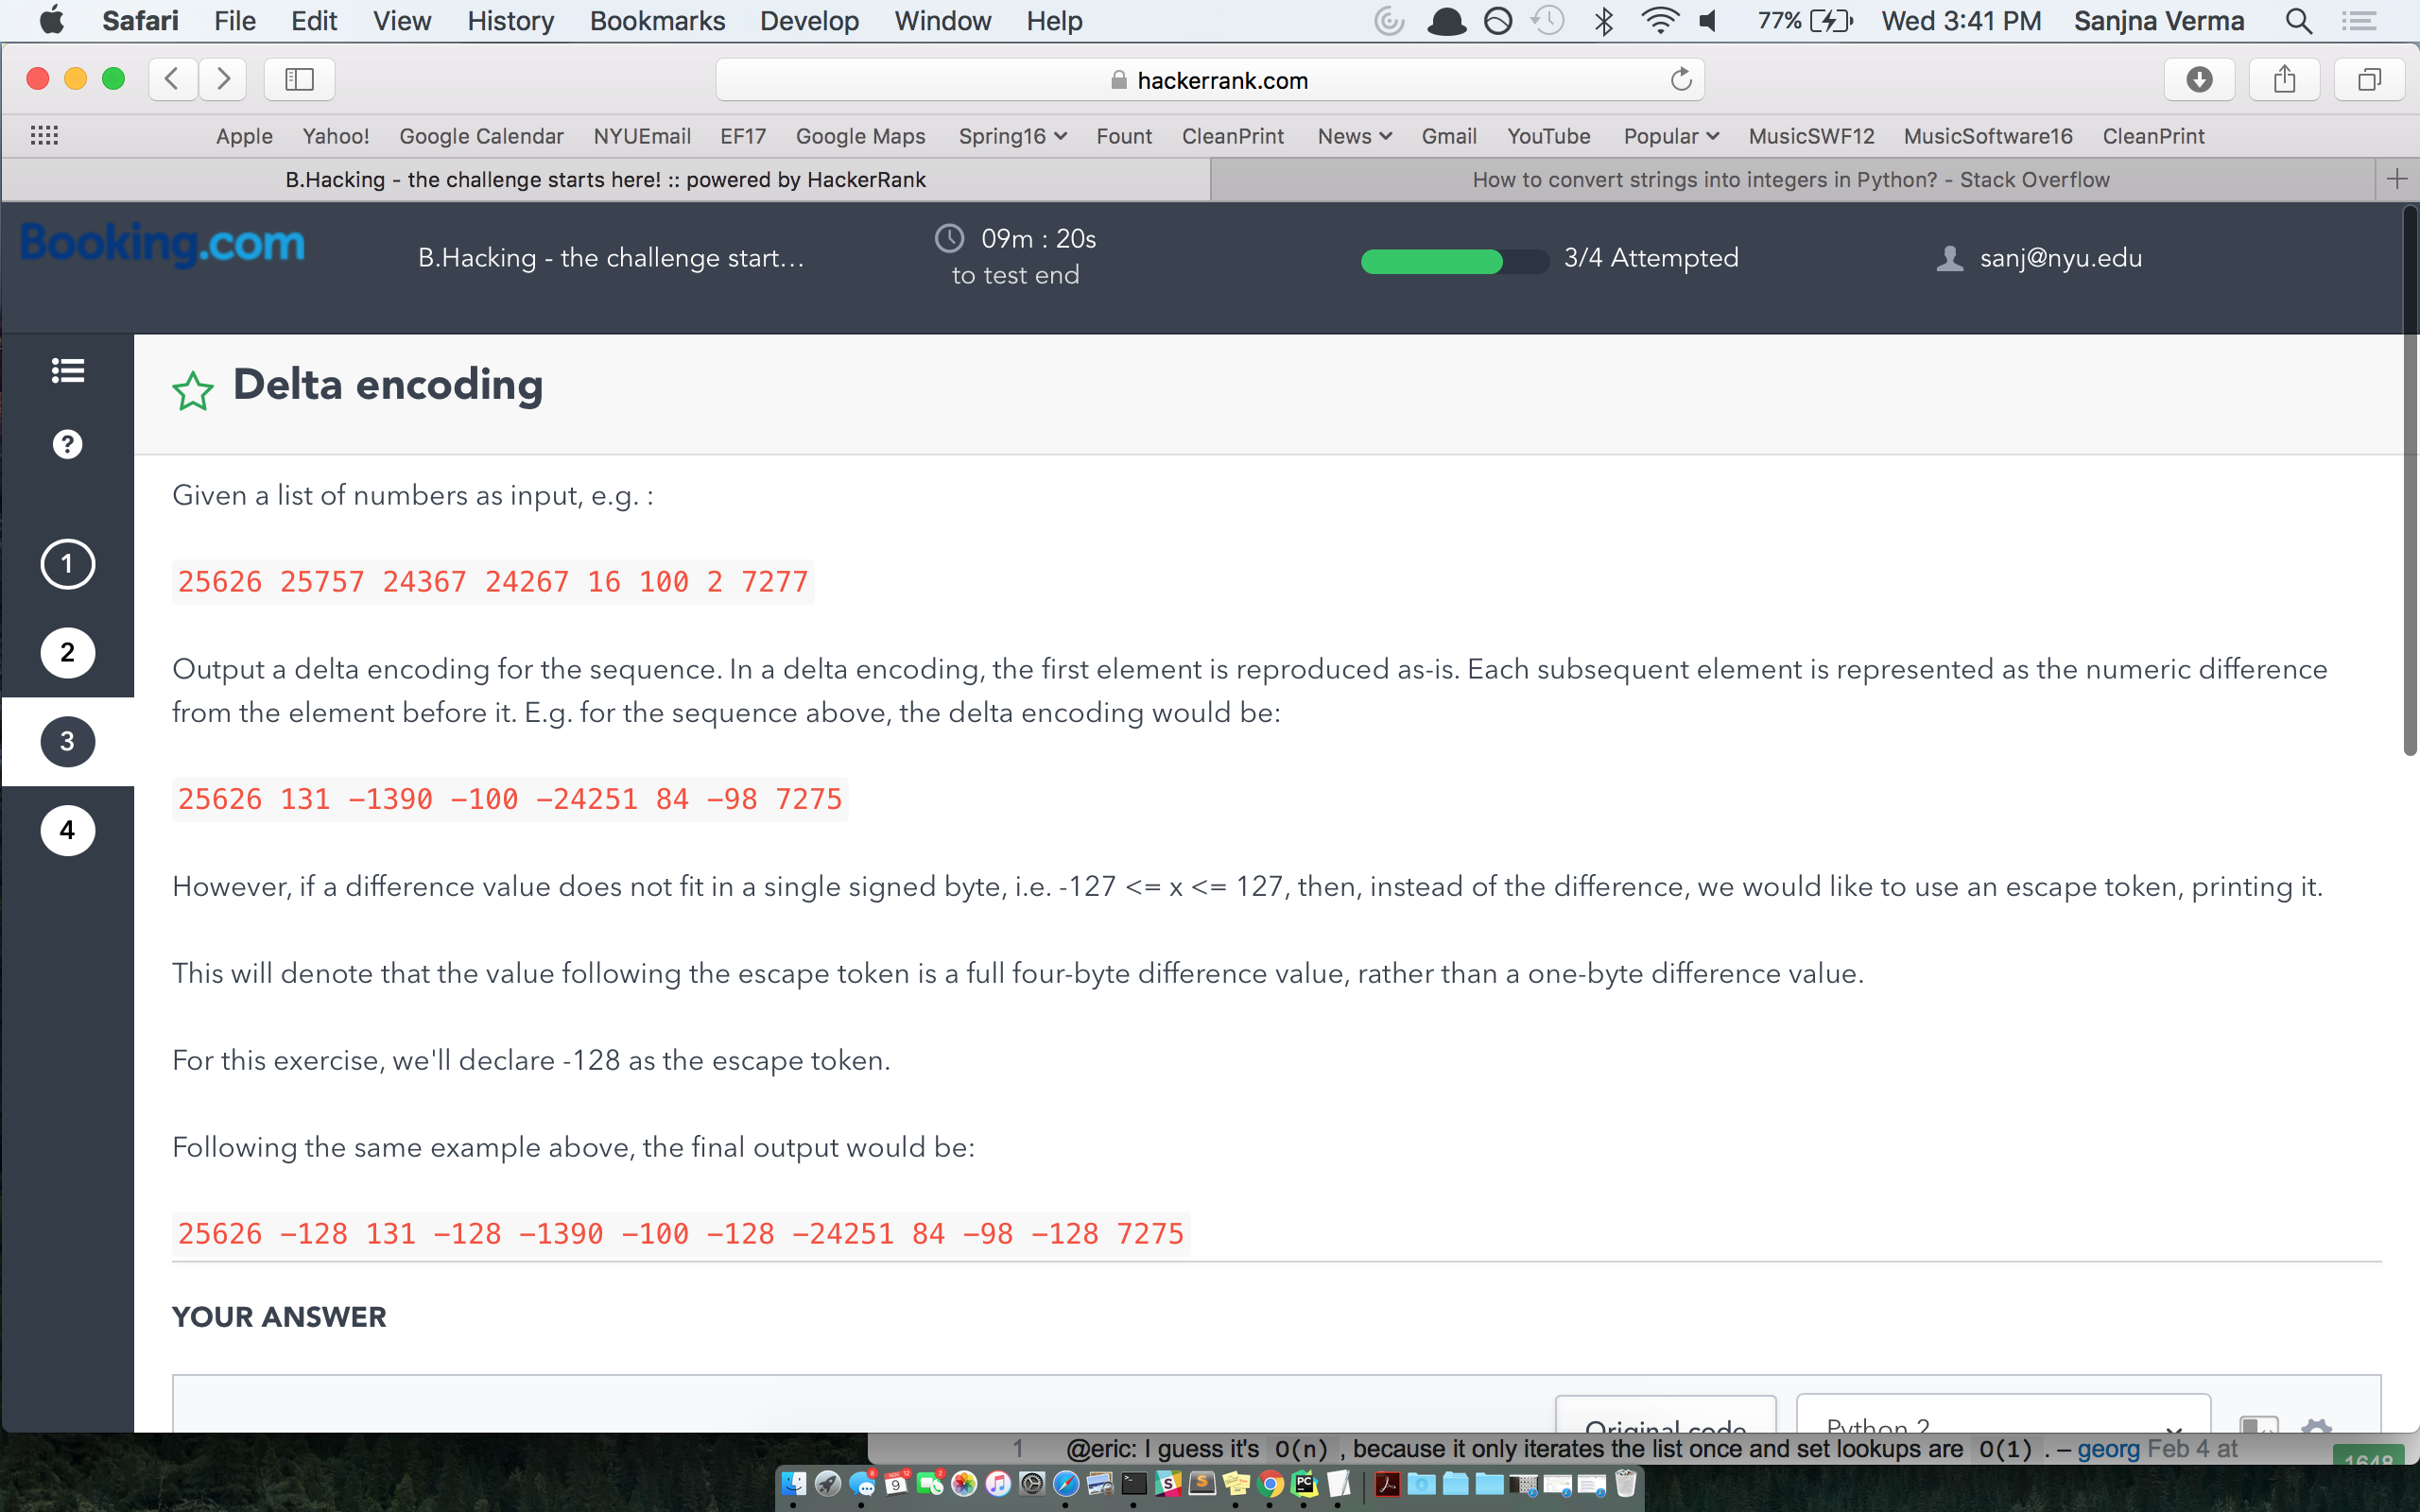 Safari File Edit View History Bookmarks Develop Window Help 77% Wed 3:41 PM Sanjna Verma
hackerrank.com
Apple Yahoo! Google Calendar NYUEmail EF17 Google Maps Spring16 Fount CleanPrint News Gmail YouTube Popular MusicSWF12 MusicSoftware16 CleanPrint
B.Hacking - the challenge starts here! :: powered by HackerRank How to convert strings into integers in Python? - Stack Overflow
Booking.com B.Hacking - the challenge start... 09m : 20s 3/4 Attempted sanj@nyu.edu
to test end
Delta encoding
?
Given a list of numbers as input, e.g. :
1
25626 25757 24367 24267 16 100 2 7277
2
Output a delta encoding for the sequence. In a delta encoding, the first element is reproduced as-is. Each subsequent element is represented as the numeric difference
from the element before it. E.g. for the sequence above, the delta encoding would be:
3
25626 131 -1390 -100 -24251 84 -98 7275
4
However, if a difference value does not fit in a single signed byte, i.e. -127 <= x <= 127, then, instead of the difference, we would like to use an escape token, printing it.
This will denote that the value following the escape token is a full four-byte difference value, rather than a one-byte difference value.
For this exercise, we'll declare -128 as the escape token.
Following the same example above, the final output would be:
25626 -128 131 -128 -1390 -100 -128 -24251 84 -98 -128 7275
YOUR ANSWER
Original code Python 2
1 @eric: I guess it's O(n) , because it only iterates the list once and set lookups are O(1) . – georg Feb 4 at
1648